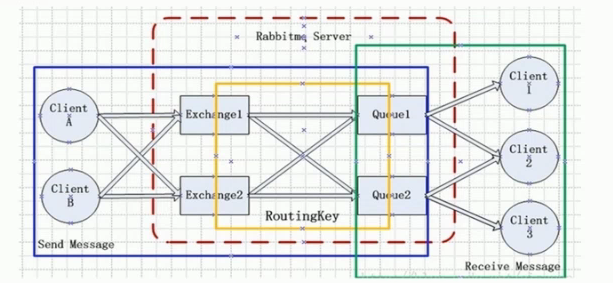 Rabbitmq Server
Client
A
Exchange1
Queue1
Client
1
Client
2
Client
B
Exchange2
Queue2
RoutingKey
Client
3
Send Message
Receive Message